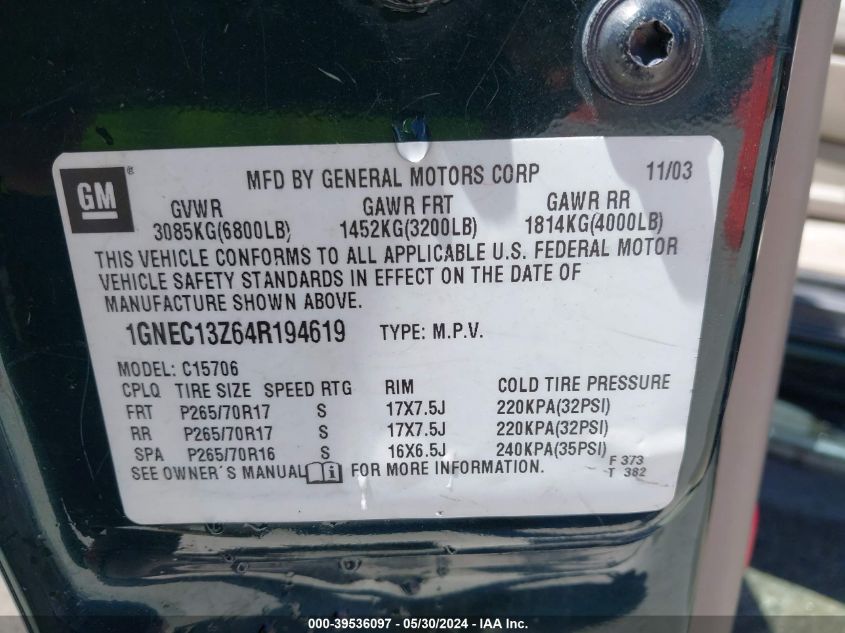 GM
®
MFD BY GENERAL MOTORS CORP 11/03
GVWR GAWR FRT GAWR RR
3085KG(6800LB) 1452KG(3200LB) 1814KG(4000LB)
THIS VEHICLE CONFORMS TO ALL APPLICABLE U.S. FEDERAL MOTOR
VEHICLE SAFETY STANDARDS IN EFFECT ON THE DATE OF
MANUFACTURE SHOWN ABOVE.
1GNEC13Z64R194619 TYPE: M.P.V.
MODEL: C15706
CPLQ TIRE SIZE SPEED RTG RIM COLD TIRE PRESSURE
FRT P265/70R17 S 17X7.5J 220KPA(32PSI)
RR P265/70R17 S 17X7.5J 220KPA(32PSI)
SPA P265/70R16 S 16X6.5J 240KPA(35PSI)
SEE OWNER'S MANUAL i FOR MORE INFORMATION.
F 373
T 382
000-39536097 - 05/30/2024 - IAA Inc.